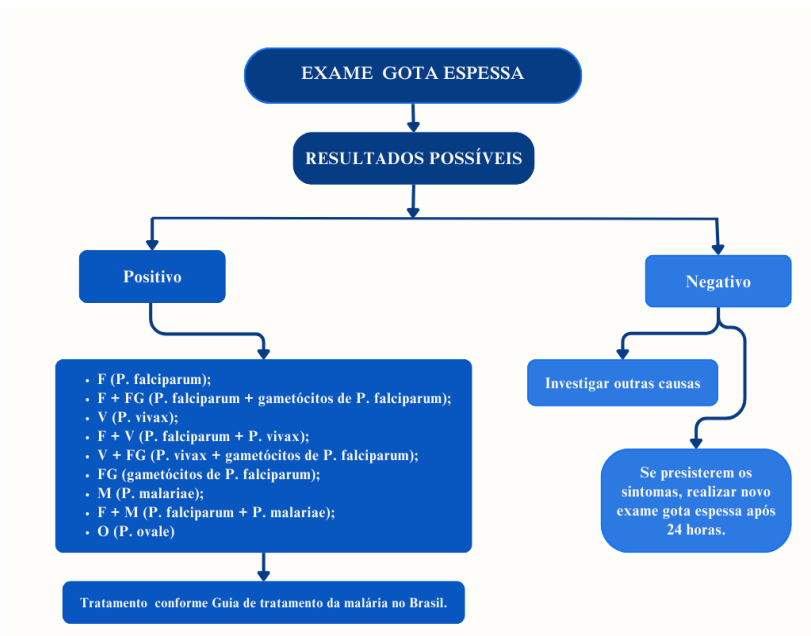 EXAME GOTA ESPESSA
RESULTADOS POSSÍVEIS
Positivo
Negativo
• F (P. falciparum);
• F + FG (P. falciparum + gametócitos de P. falciparum);
• V (P. vivax);
• F + V (P. falciparum + P. vivax);
• V + FG (P. vivax + gametócitos de P. falciparum);
• FG (gametócitos de P. falciparum);
• M (P. malariae);
• F + M (P. falciparum + P. malariae);
• O (P. ovale)
Tratamento conforme Guia de tratamento da malária no Brasil.
Investigar outras causas
Se presisterem os
sintomas, realizar novo
exame gota espessa após
24 horas.